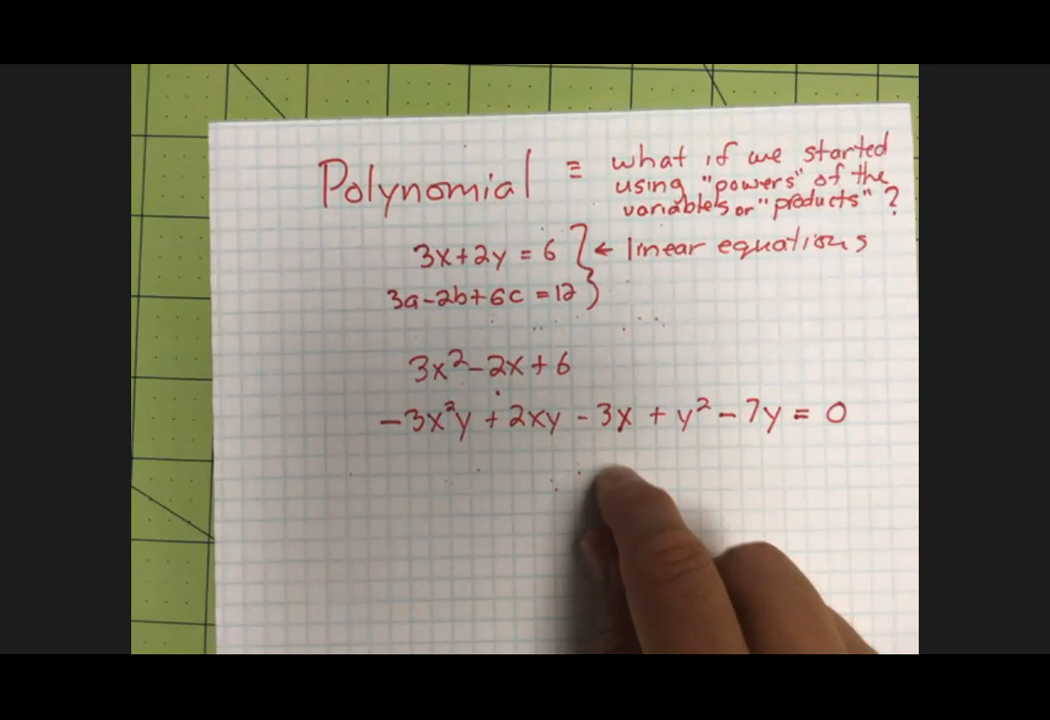 Polynomial ≡ what if we started
using "powers" of the
variables or "products" ?
3x+2y = 6 } ← linear equations
3a-2b+6c = 12
3x²-2x+6
-3x²y + 2xy - 3x + y² - 7y = 0